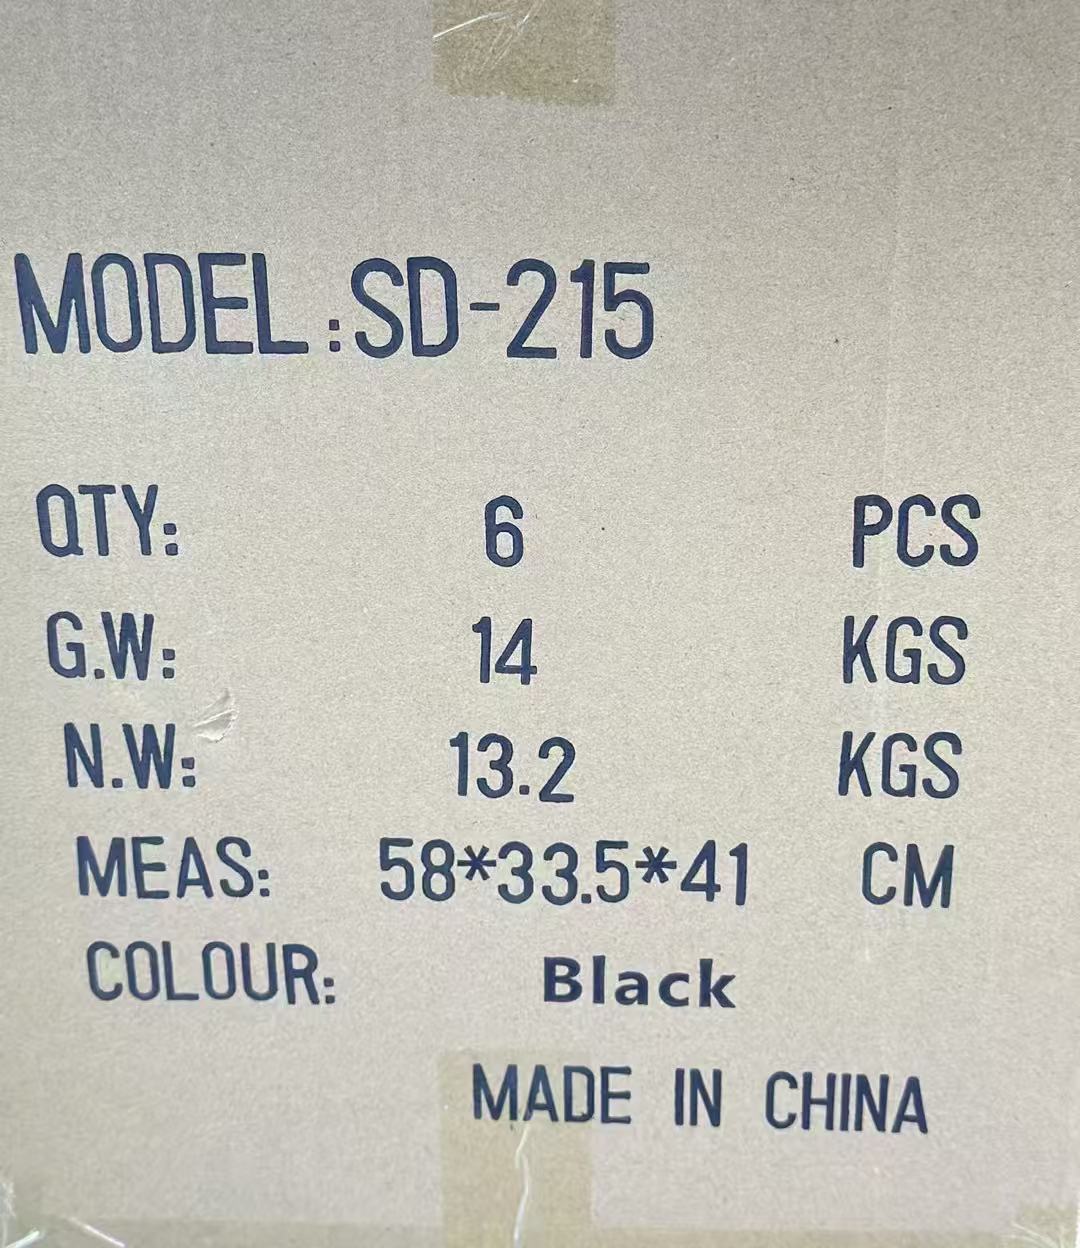 MODEL:SD-215
QTY: 6 PCS
G.W: 14 KGS
N.W: 13.2 KGS
MEAS: 58*33.5*41 CM
COLOUR: Black
MADE IN CHINA